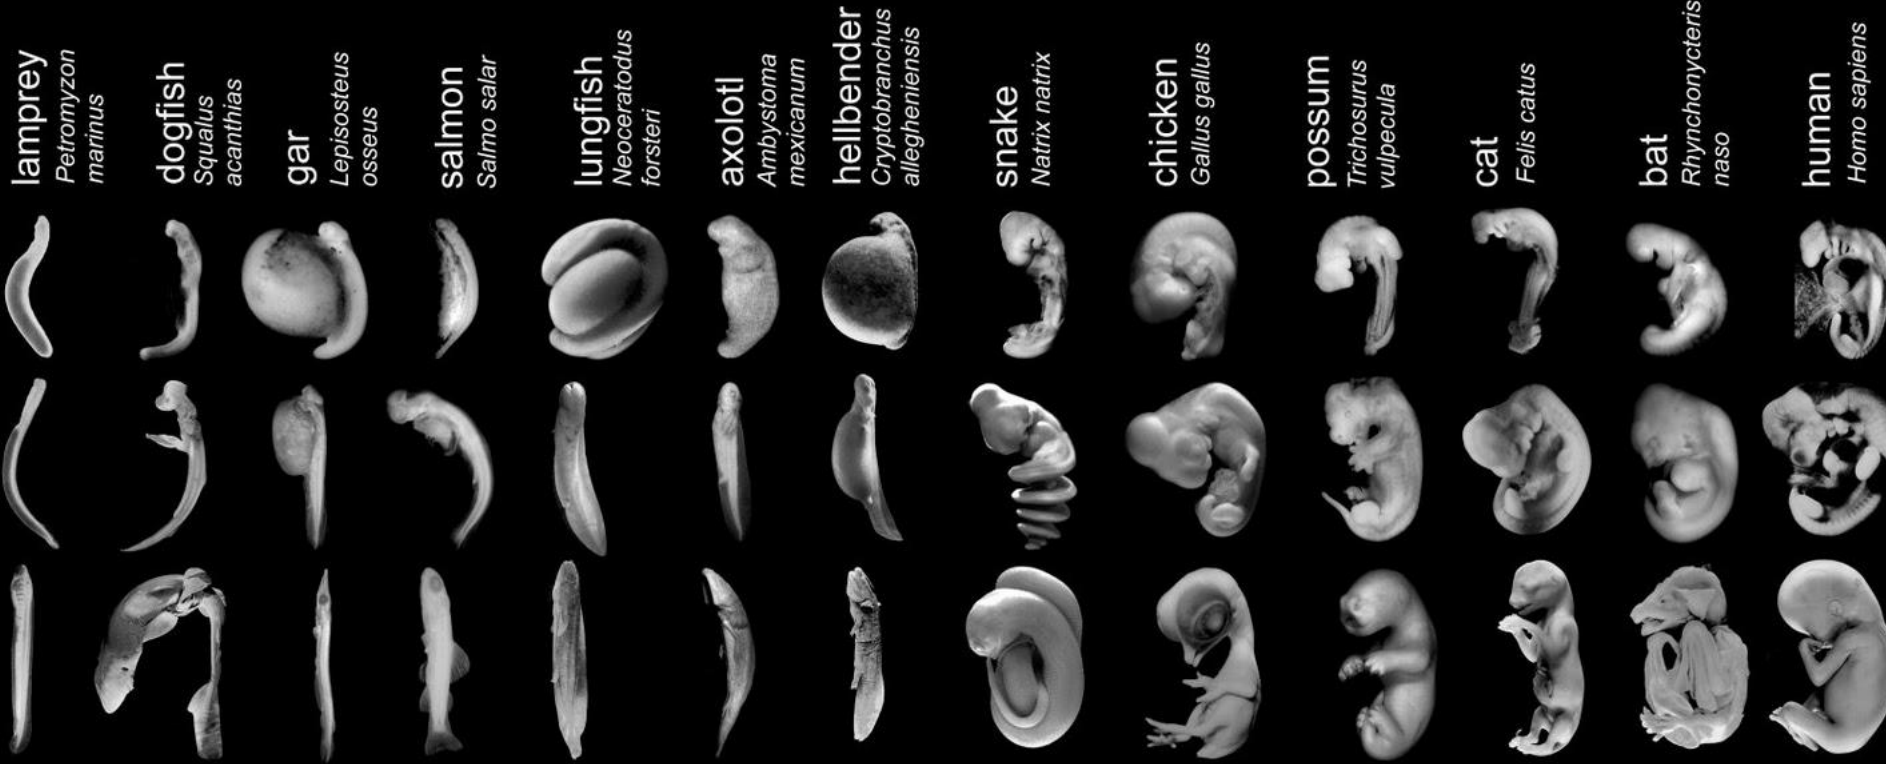 lamprey
Petromyzon
marinus
dogfish
Squalus
acanthias
gar
Lepisosteus
osseus
salmon
Salmo salar
lungfish
Neoceratodus
forsteri
axolotl
Ambystoma
mexicanum
hellbender
Cryptobranchus
allegheniensis
snake
Natrix natrix
chicken
Gallus gallus
possum
Trichosurus
vulpecula
cat
Felis catus
bat
Rhynchonycteris
naso
human
Homo sapiens